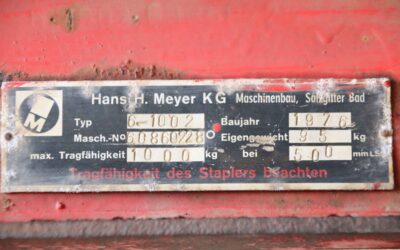 Hans H. Meyer KG Maschinenbau, Salzgitter Bad
M
Typ 6-1002 Baujahr 1976
Masch.-No Eigengewicht 95 kg
max. Tragfähigkeit 1000 kg bei 500 mm LS
Tragfähigkeit des Staplers beachten